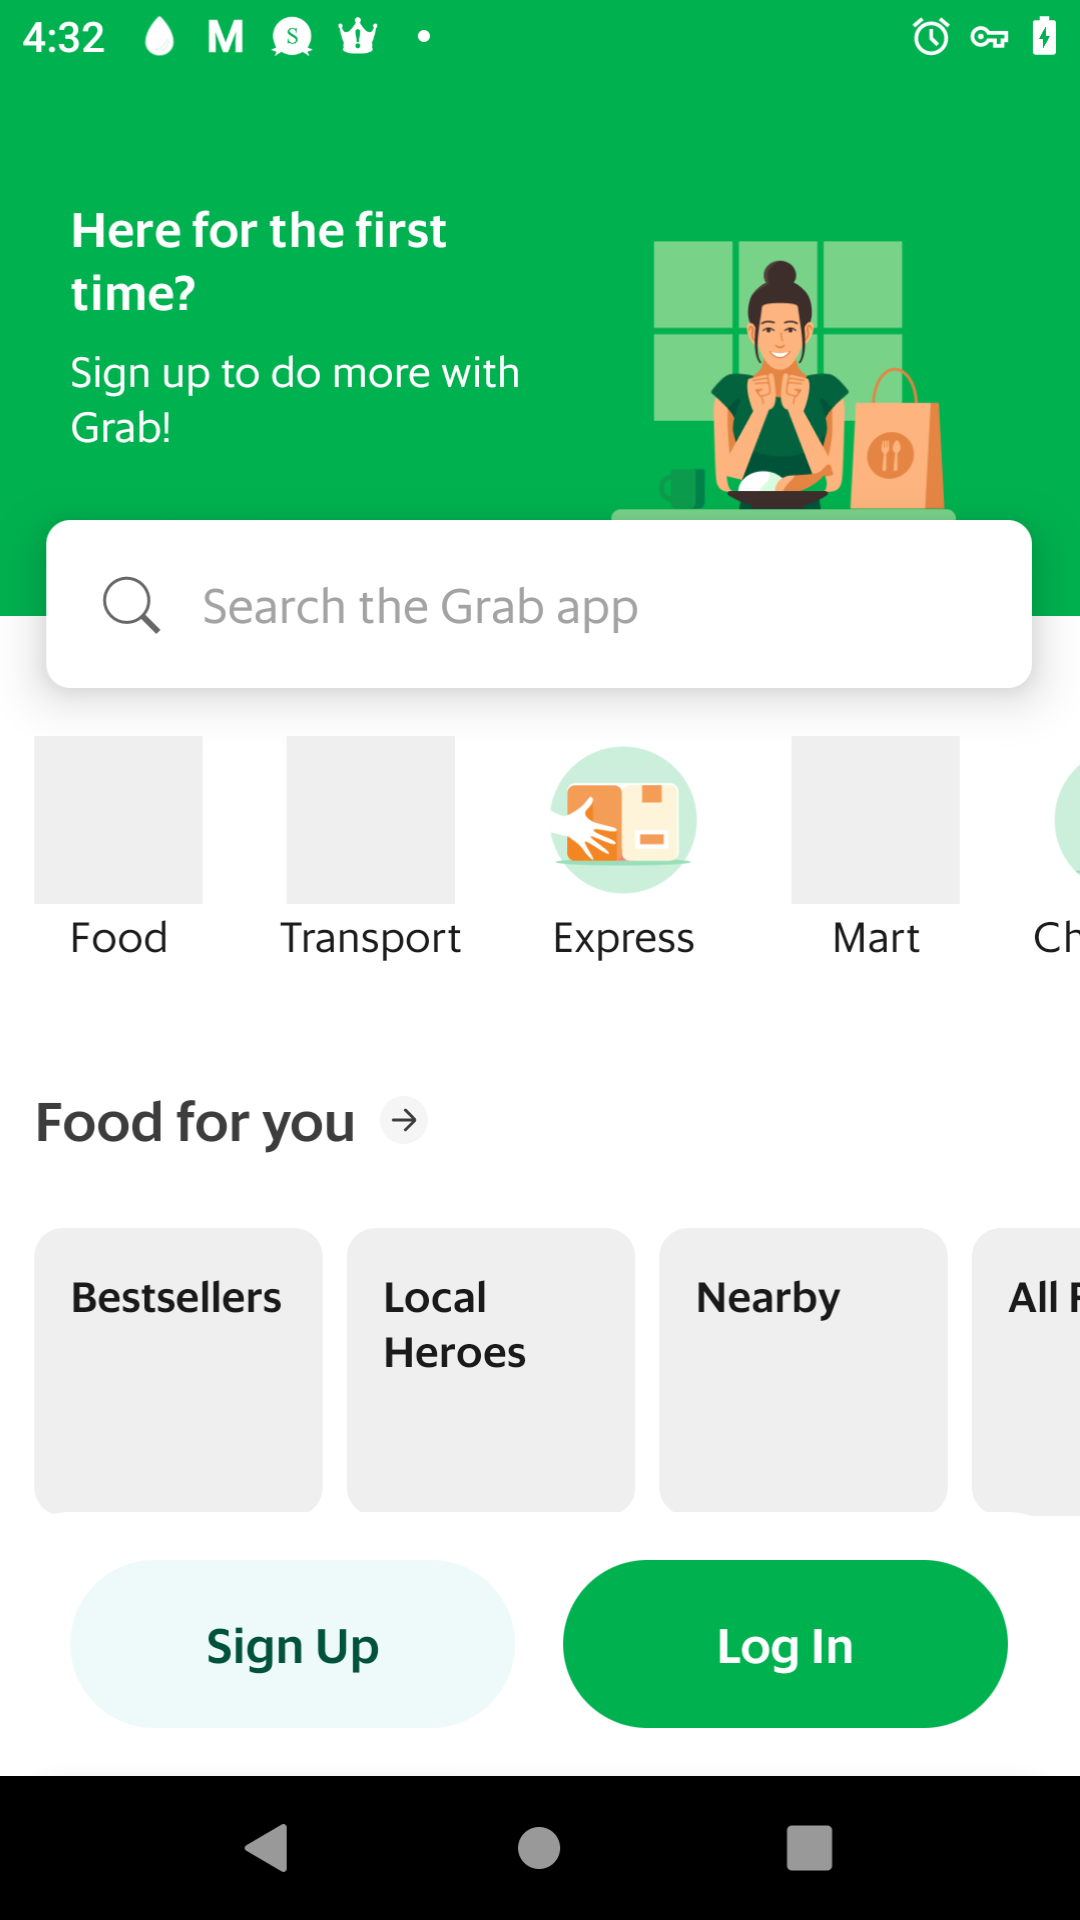 4:32
Here for the first
time?
Sign up to do more with
Grab!
Search the Grab app
Food Transport Express Mart Ch
Food for you
Bestsellers Local Nearby All
Heroes
Sign Up Log In